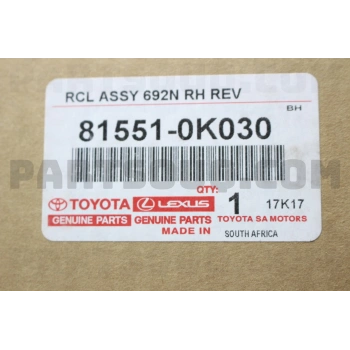 RCL ASSY 692N RH REV
BH
81551-0K030
QTY:
TOYOTA LEXUS 1 17K17
GENUINE PARTS GENUINE PARTS TOYOTA SA MOTORS
MADE IN SOUTH AFRICA